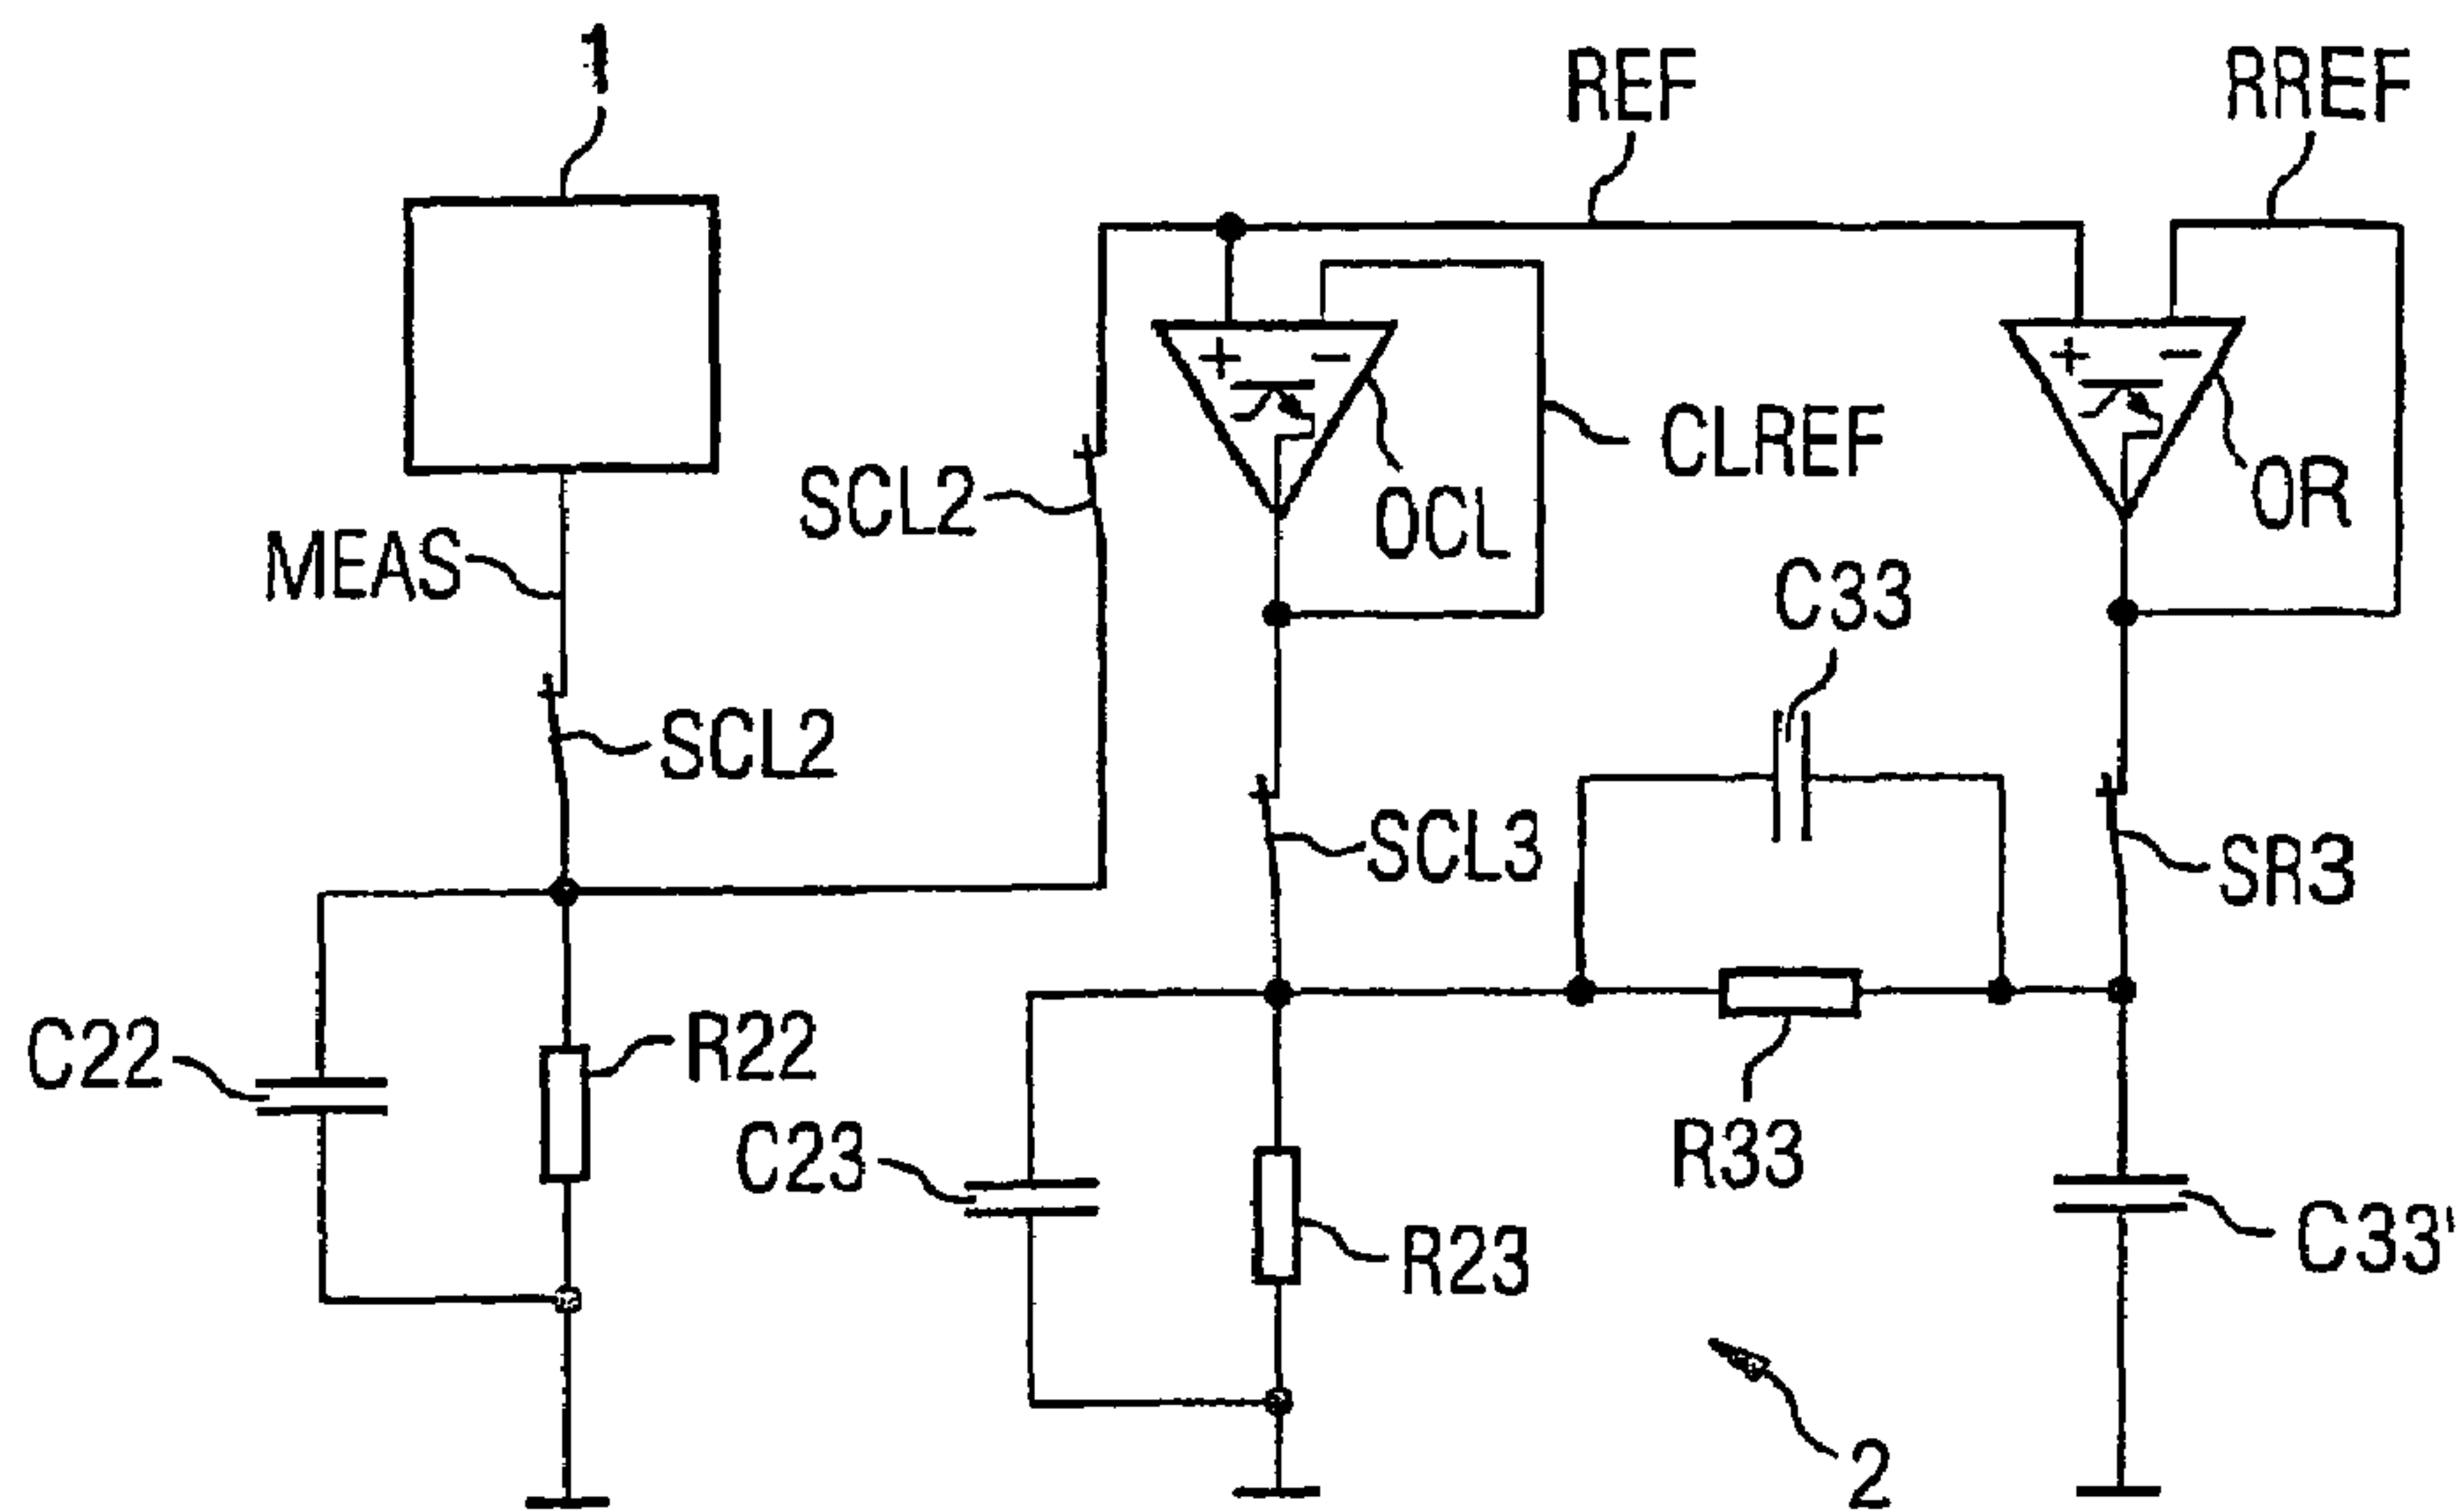 1
REF
RREF
+ -
+ -
CLREF
SCL2
OCL
OR
MEAS
C33
SCL2
SCL3
SR3
C22
R22
C23
R33
R23
C33'
2